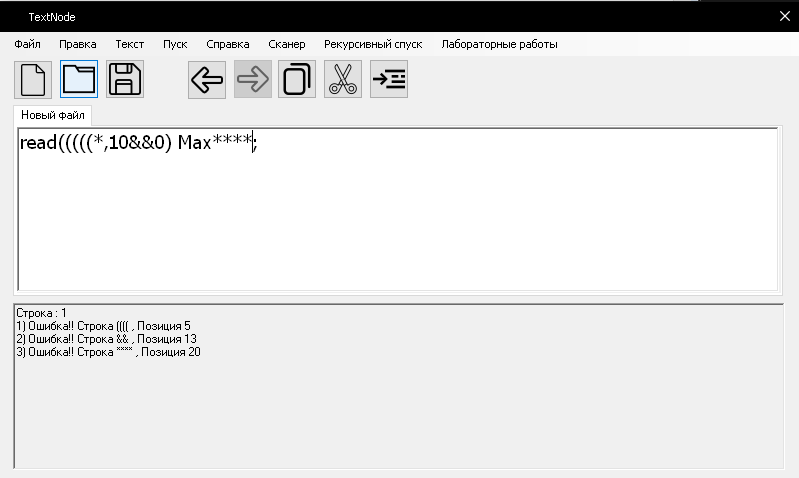 TextNode
Файл Правка Текст Пуск Справка Сканер Рекурсивный спуск Лабораторные работы
Новый файл
read(((((*,10&&0) Max****;
Строка : 1
1) Ошибка!! Строка (((( , Позиция 5
2) Ошибка!! Строка && , Позиция 13
3) Ошибка!! Строка **** , Позиция 20